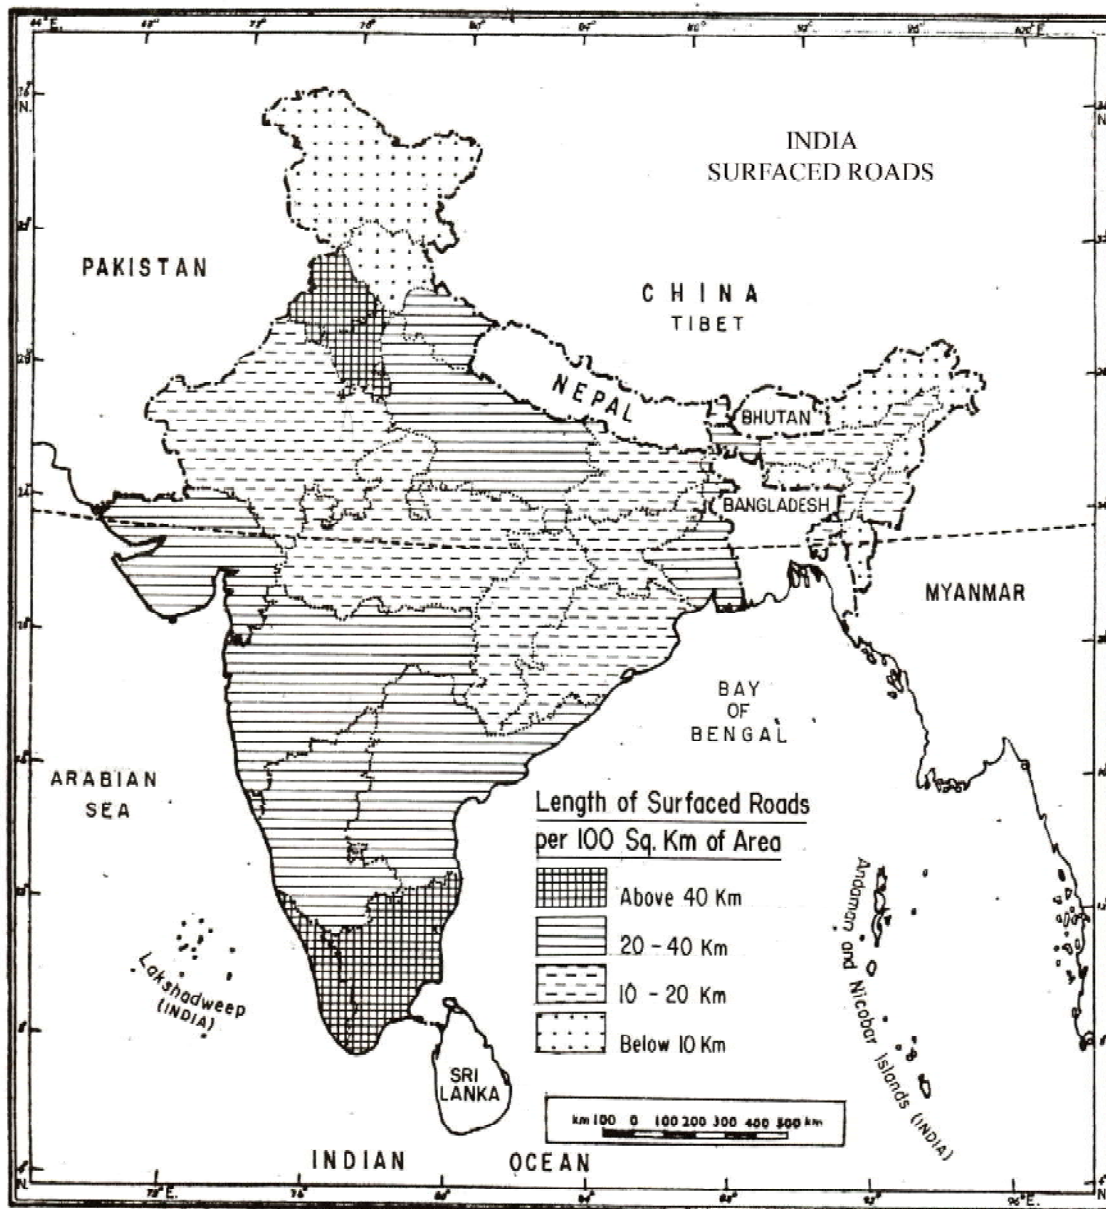 INDIA
SURFACED ROADS
PAKISTAN
CHINA
TIBET
NEPAL
BHUTAN
BANGLADESH
MYANMAR
BAY
OF
BENGAL
ARABIAN
SEA
Length of Surfaced Roads
per 100 Sq. Km of Area
Above 40 Km
20 - 40 Km
10 - 20 Km
Below 10 Km
Lakshadweep
(INDIA)
Andaman and Nicobar Islands (INDIA)
SRI
LANKA
km 100 0 100 200 300 400 500 km
INDIAN OCEAN